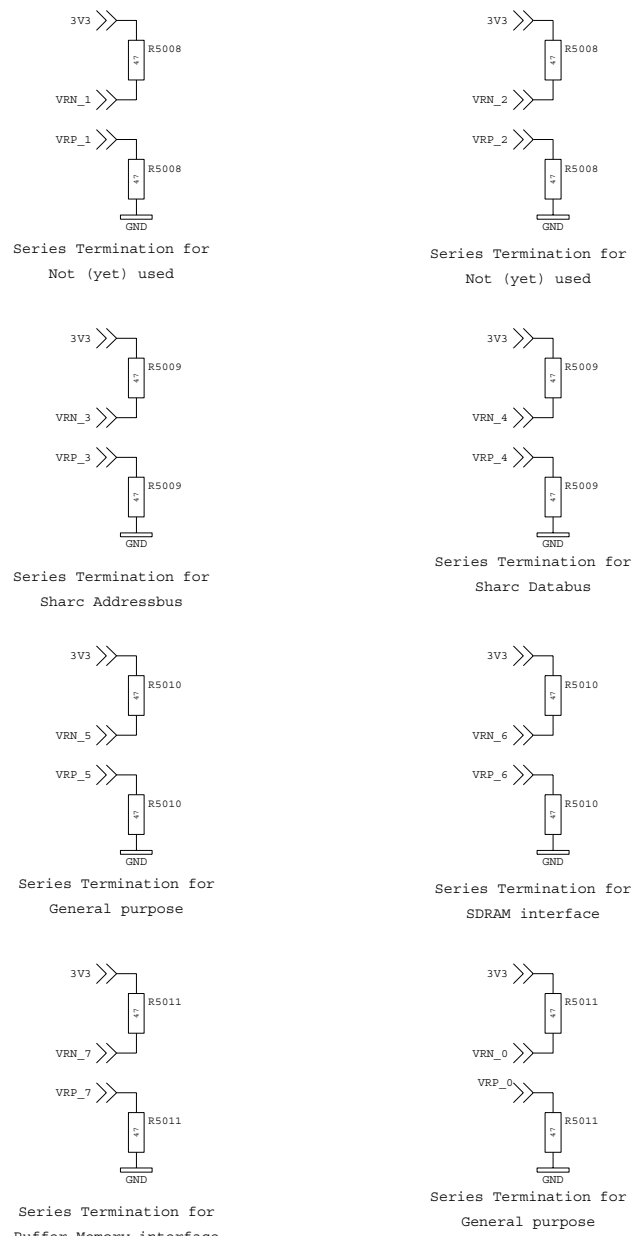 3V3
R5008
47
VRN_1
VRP_1
R5008
47
GND
Series Termination for
Not (yet) used
3V3
R5008
47
VRN_2
VRP_2
R5008
47
GND
Series Termination for
Not (yet) used
3V3
R5009
47
VRN_3
VRP_3
R5009
47
GND
Series Termination for
Sharc Addressbus
3V3
R5009
47
VRN_4
VRP_4
R5009
47
GND
Series Termination for
Sharc Databus
3V3
R5010
47
VRN_5
VRP_5
R5010
47
GND
Series Termination for
General purpose
3V3
R5010
47
VRN_6
VRP_6
R5010
47
GND
Series Termination for
SDRAM interface
3V3
R5011
47
VRN_7
VRP_7
R5011
47
GND
Series Termination for
Buffer Memory interface
3V3
R5011
47
VRN_0
VRP_0
R5011
47
GND
Series Termination for
General purpose